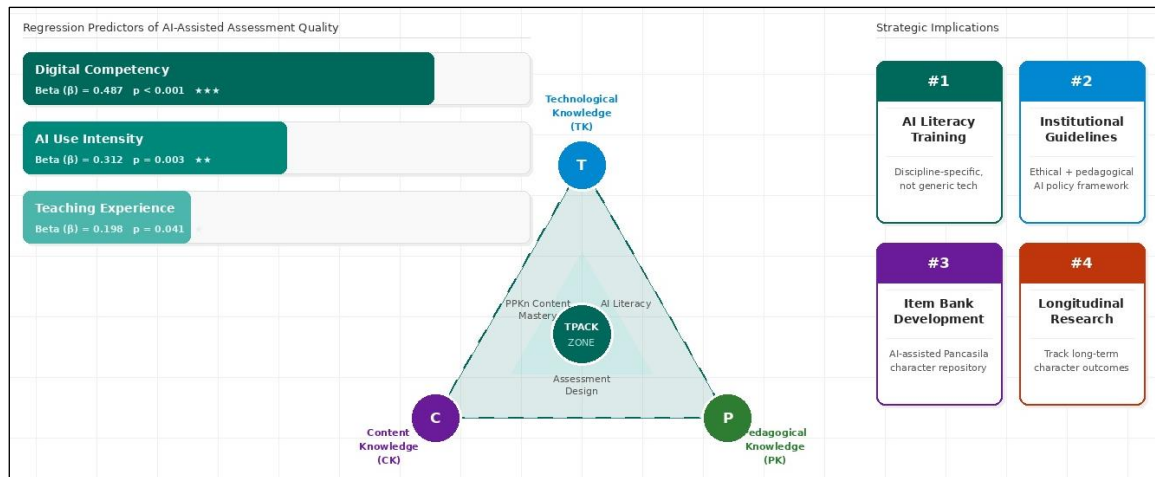 Regression Predictors of AI-Assisted Assessment Quality
Digital Competency
Beta (β) = 0.487 p < 0.001 ★★★
AI Use Intensity
Beta (β) = 0.312 p = 0.003 ★★
Teaching Experience
Beta (β) = 0.198 p = 0.041 ★
Technological
Knowledge
(TK)
T
PPKn Content
Mastery
AI Literacy
TPACK
ZONE
Assessment
Design
C
Content
Knowledge
(CK)
P
edagogical
Knowledge
(PK)
Strategic Implications
#1
AI Literacy
Training
Discipline-specific,
not generic tech
#2
Institutional
Guidelines
Ethical + pedagogical
AI policy framework
#3
Item Bank
Development
AI-assisted Pancasila
character repository
#4
Longitudinal
Research
Track long-term
character outcomes